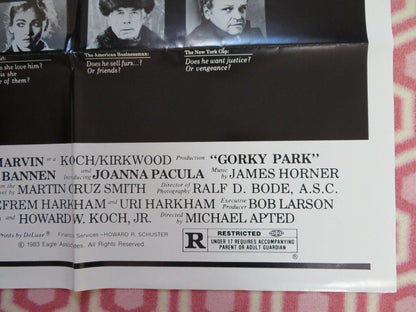 The American Businessman: The New York Cop:
she love him? Does he sell furs...? Does he want justice?
is she Or friends? Or vengeance?
of them?
MARVIN in a KOCH/KIRKWOOD Production "GORKY PARK"
BANNEN and Introducing JOANNA PACULA Music by JAMES HORNER
novel by MARTIN CRUZ SMITH Director of Photography RALF D. BODE, A.S.C.
EFREM HARKHAM and URI HARKHAM Executive Producer BOB LARSON
and HOWARD W. KOCH, JR. Directed by MICHAEL APTED
Prints by DeLuxe® Financial Services—HOWARD R. SCHUSTER
© 1983 Eagle Associates. All Rights Reserved.
R RESTRICTED
UNDER 17 REQUIRES ACCOMPANYING
PARENT OR ADULT GUARDIAN
®